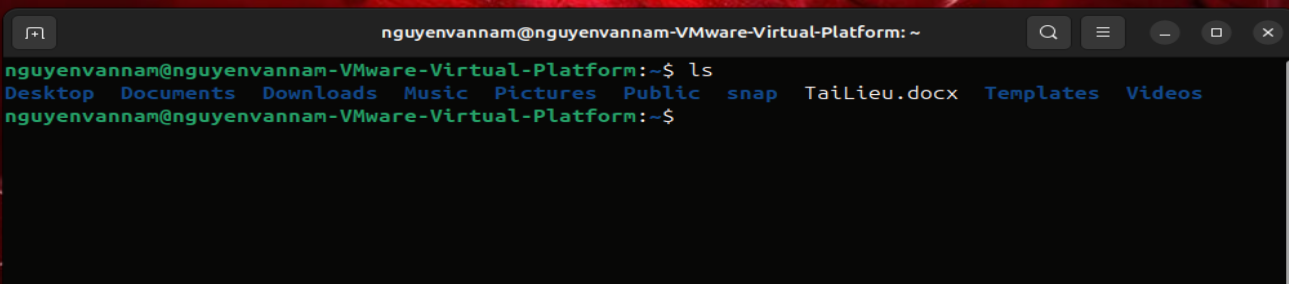 nguyenvannam@nguyenvannam-VMware-Virtual-Platform: ~
nguyenvannam@nguyenvannam-VMware-Virtual-Platform:~$ ls
Desktop Documents Downloads Music Pictures Public snap TaiLieu.docx Templates Videos
nguyenvannam@nguyenvannam-VMware-Virtual-Platform:~$